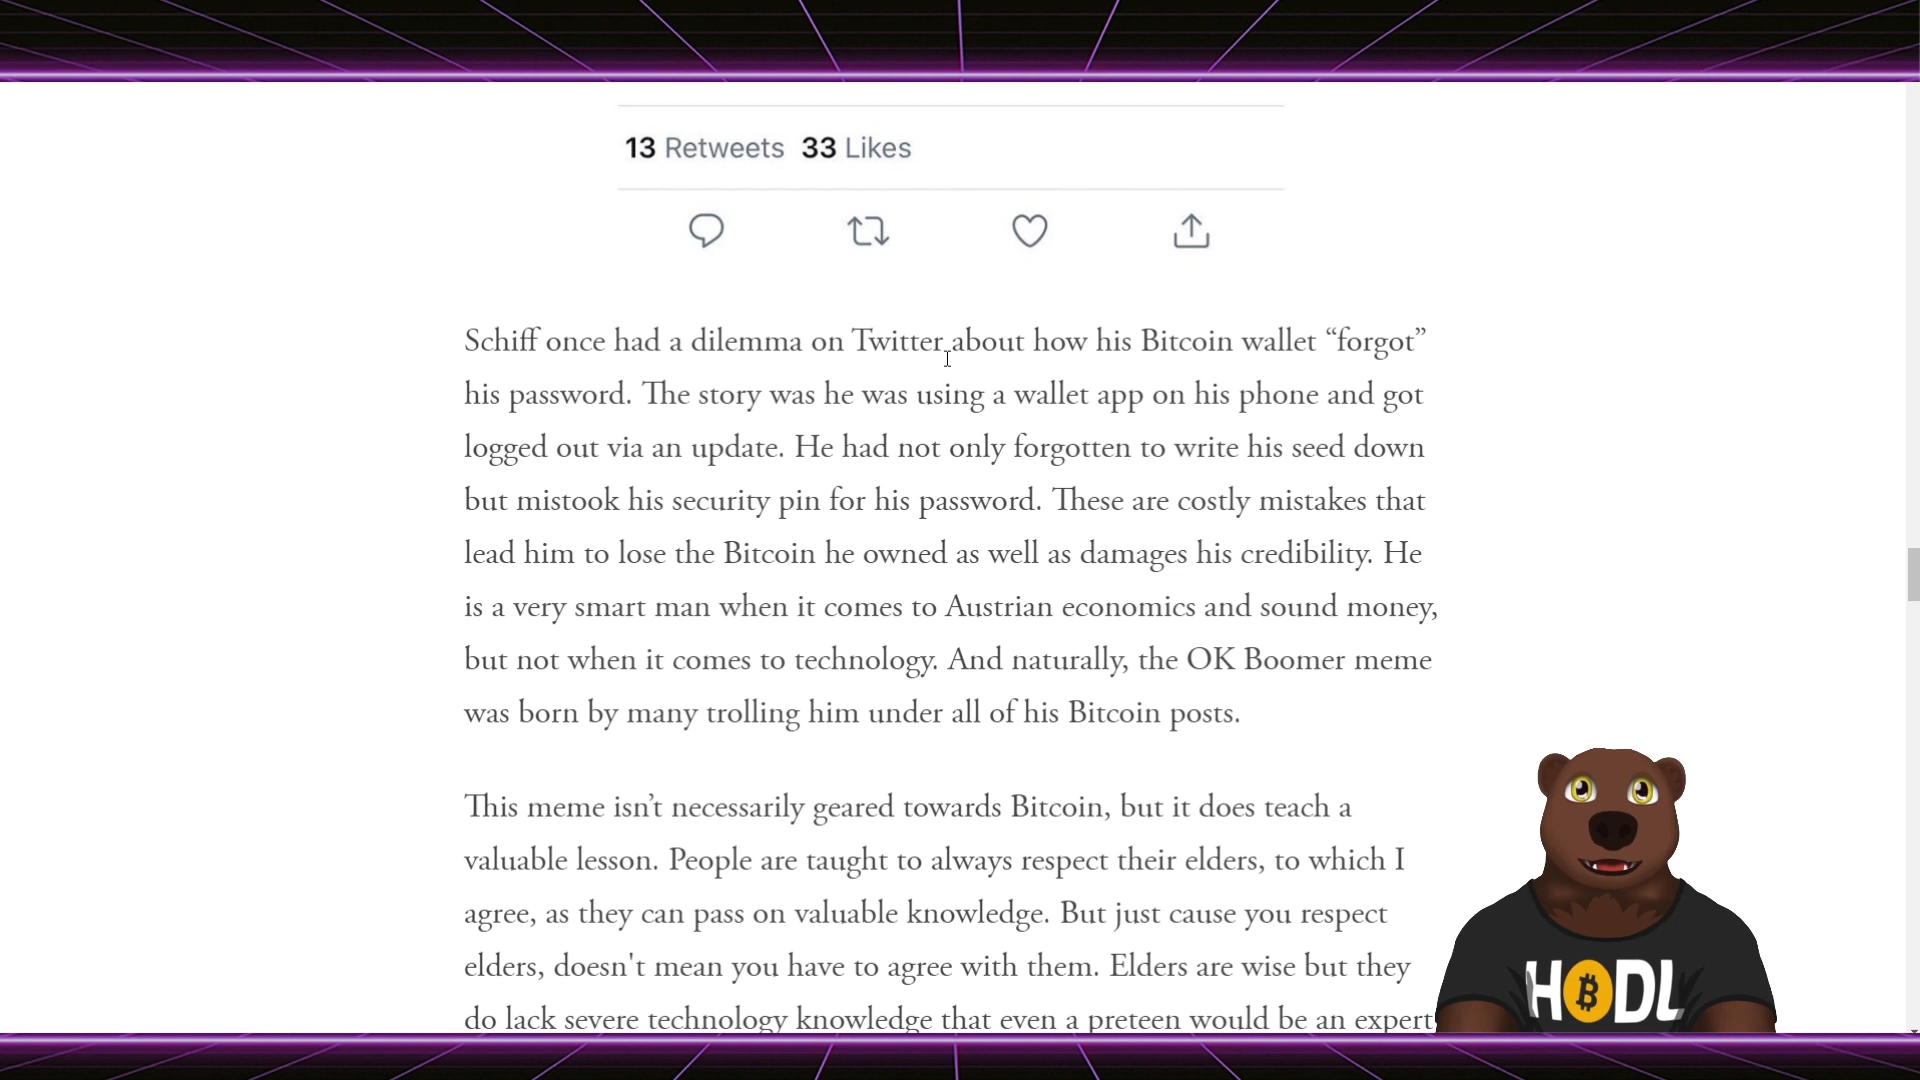 13 Retweets 33 Likes
Schiff once had a dilemma on Twitter about how his Bitcoin wallet “forgot”
his password. The story was he was using a wallet app on his phone and got
logged out via an update. He had not only forgotten to write his seed down
but mistook his security pin for his password. These are costly mistakes that
lead him to lose the Bitcoin he owned as well as damages his credibility. He
is a very smart man when it comes to Austrian economics and sound money,
but not when it comes to technology. And naturally, the OK Boomer meme
was born by many trolling him under all of his Bitcoin posts.
This meme isn’t necessarily geared towards Bitcoin, but it does teach a
valuable lesson. People are taught to always respect their elders, to which I
agree, as they can pass on valuable knowledge. But just cause you respect
elders, doesn't mean you have to agree with them. Elders are wise but they
do lack severe technology knowledge that even a preteen would be an expert
HODL